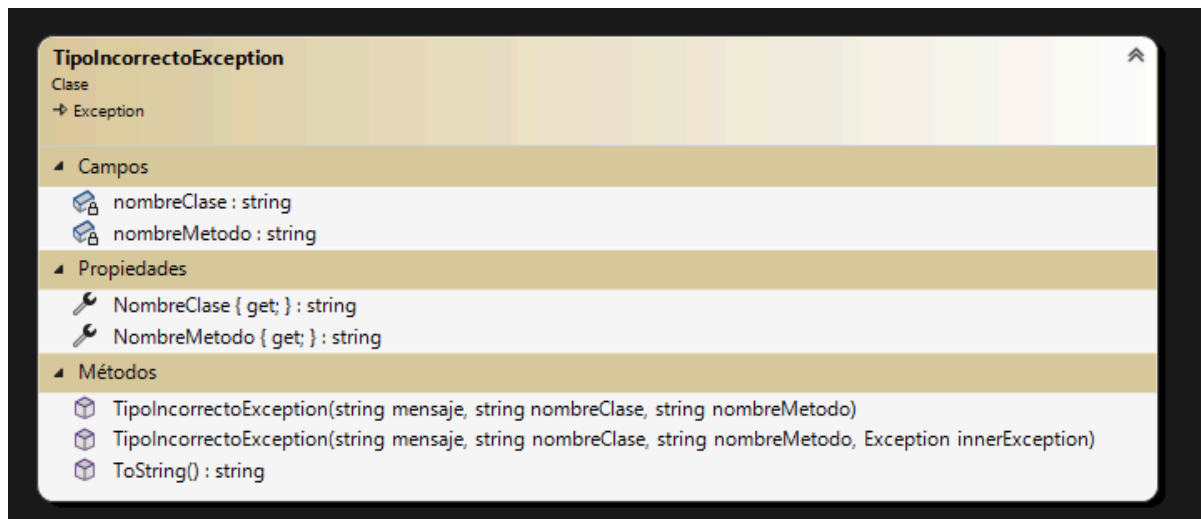 TipoIncorrectoException
Clase
Exception
Campos
nombreClase : string
nombreMetodo : string
Propiedades
NombreClase { get; } : string
NombreMetodo { get; } : string
Métodos
TipoIncorrectoException(string mensaje, string nombreClase, string nombreMetodo)
TipoIncorrectoException(string mensaje, string nombreClase, string nombreMetodo, Exception innerException)
ToString() : string